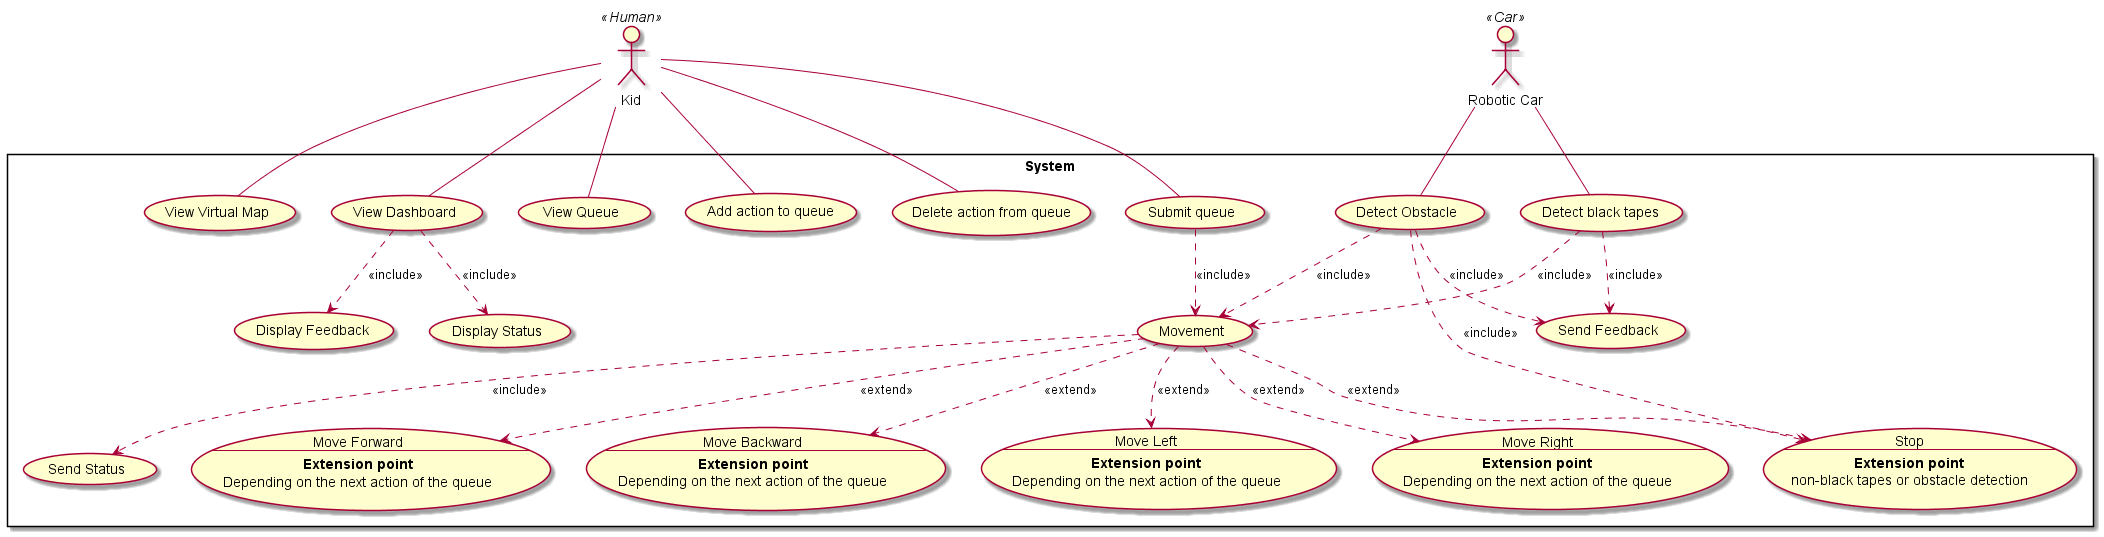 «Human»
Kid
«Car»
Robotic Car
System
View Virtual Map
View Dashboard
View Queue
Add action to queue
Delete action from queue
Submit queue
Detect Obstacle
Detect black tapes
«include»
«include»
«include»
«include»
«include»
«include»
«include»
Display Feedback
Display Status
Movement
Send Feedback
«include»
«include»
«extend»
«extend»
«extend»
«extend»
«extend»
Send Status
Move Forward
Extension point
Depending on the next action of the queue
Move Backward
Extension point
Depending on the next action of the queue
Move Left
Extension point
Depending on the next action of the queue
Move Right
Extension point
Depending on the next action of the queue
Stop
Extension point
non-black tapes or obstacle detection